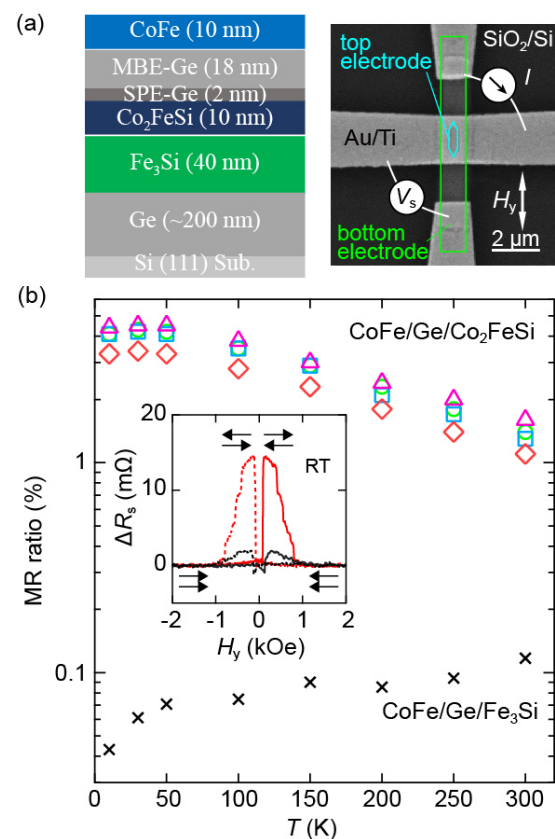 (a)
CoFe (10 nm)
MBE-Ge (18 nm)
SPE-Ge (2 nm)
Co₂FeSi (10 nm)
Fe₃Si (40 nm)
Ge (~200 nm)
Si (111) Sub.
top
electrode
SiO₂/Si
I
Au/Ti
Vₛ
H_y
bottom
electrode
2 μm
(b)
CoFe/Ge/Co₂FeSi
MR ratio (%)
1
0.1
20
10
0
ΔRₛ (mΩ)
RT
-2 -1 0 1 2
H_y (kOe)
CoFe/Ge/Fe₃Si
0 50 100 150 200 250 300
T (K)